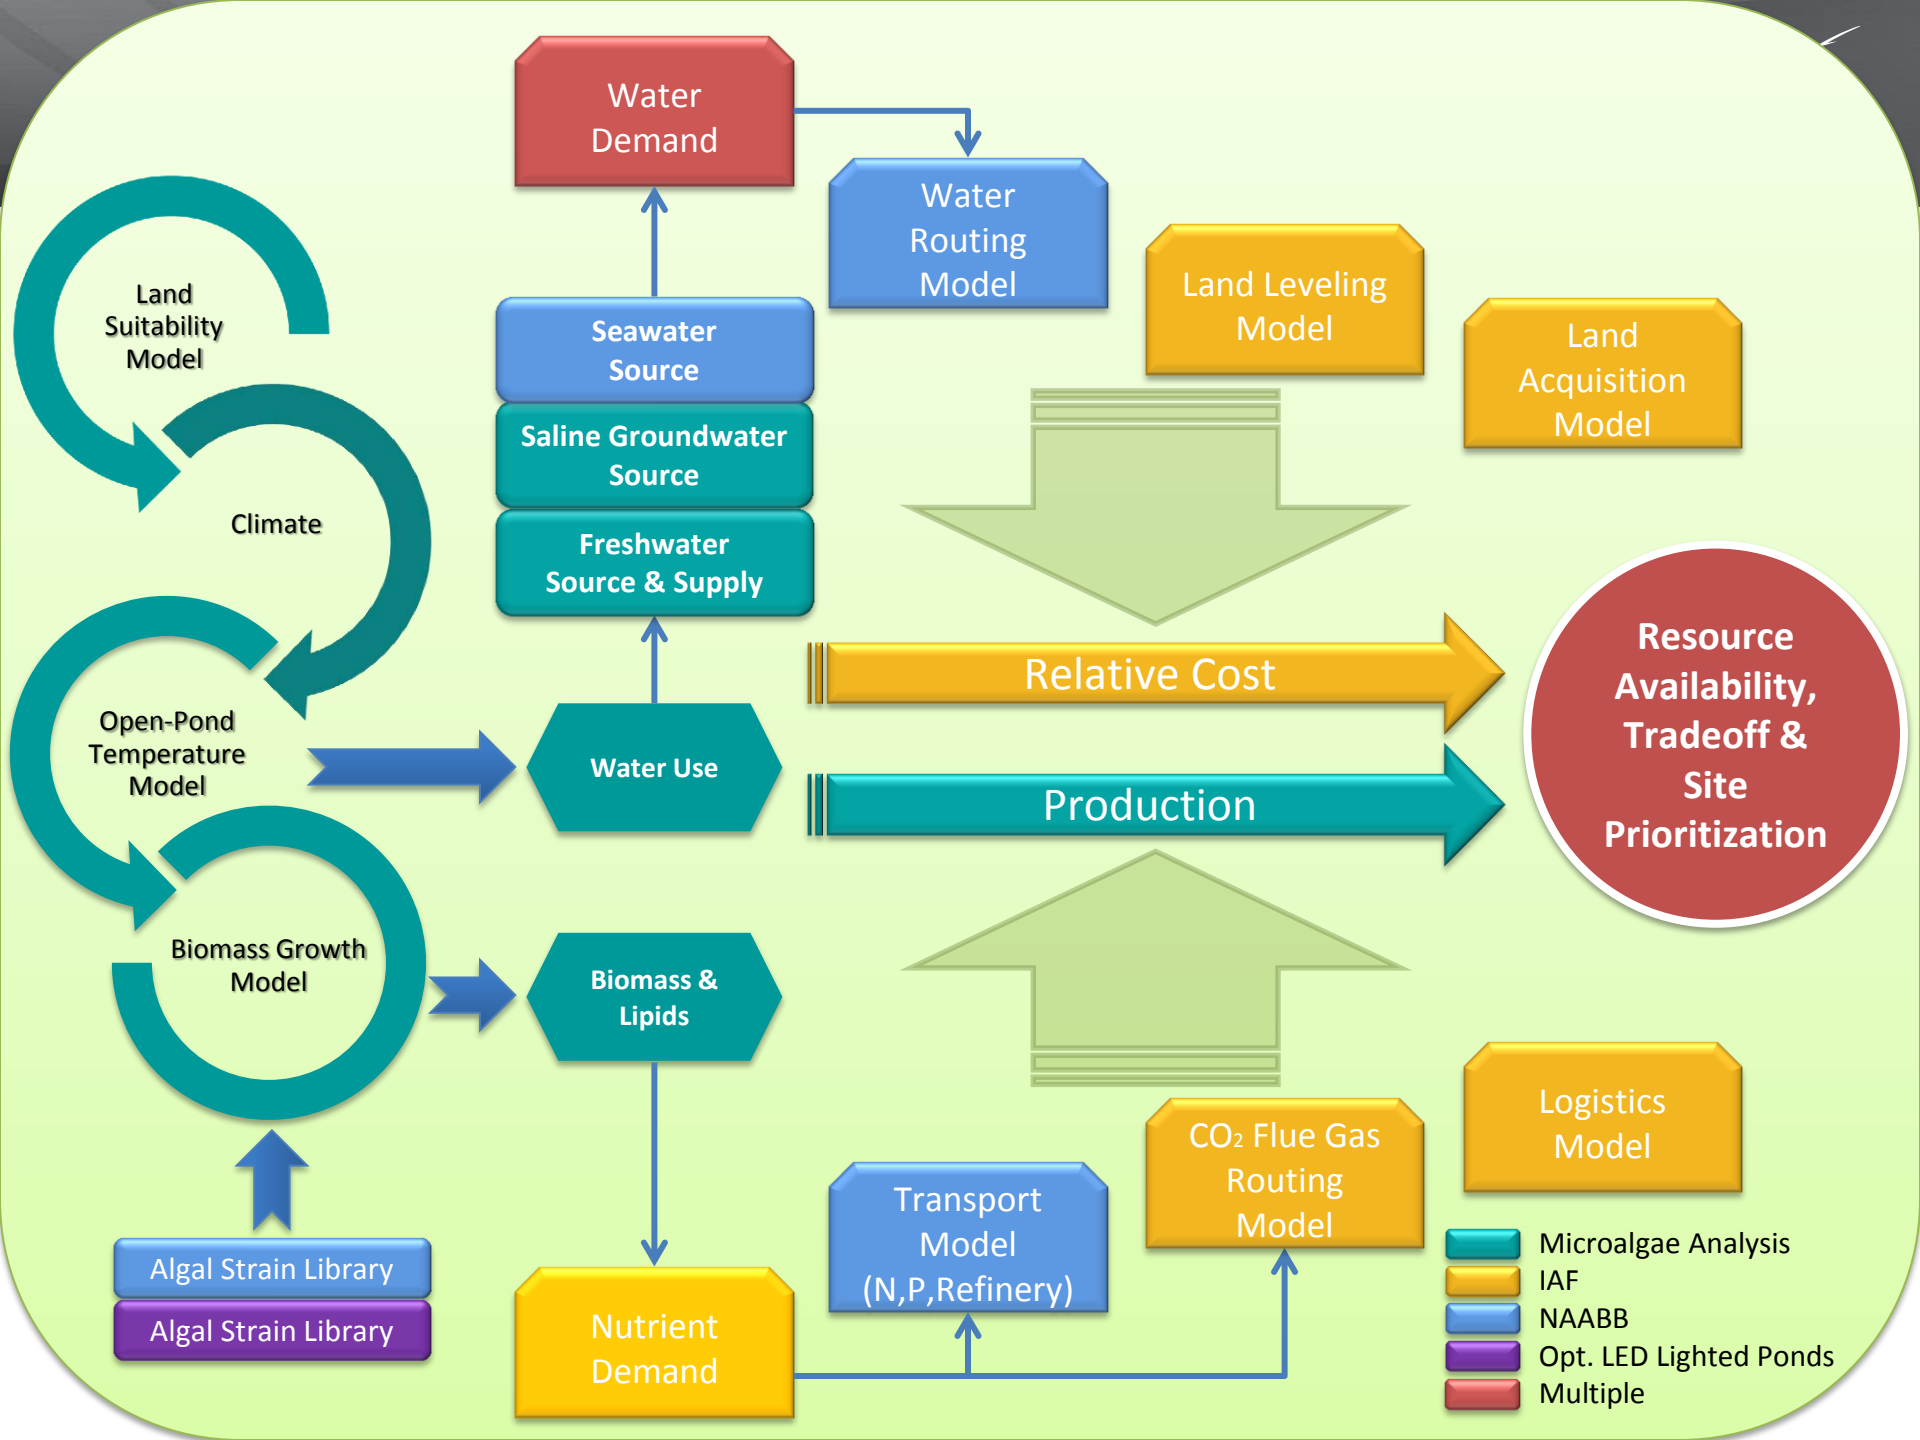 Water
Demand
Water
Routing
Model
Land Leveling
Model
Land
Acquisition
Model
Land
Suitability
Model
Seawater
Source
Saline Groundwater
Source
Freshwater
Source & Supply
Climate
Open-Pond
Temperature
Model
Water Use
Relative Cost
Production
Resource
Availability,
Tradeoff &
Site
Prioritization
Biomass Growth
Model
Biomass &
Lipids
Algal Strain Library
Algal Strain Library
Nutrient
Demand
Transport
Model
(N,P,Refinery)
CO₂ Flue Gas
Routing
Model
Logistics
Model
Microalgae Analysis
IAF
NAABB
Opt. LED Lighted Ponds
Multiple